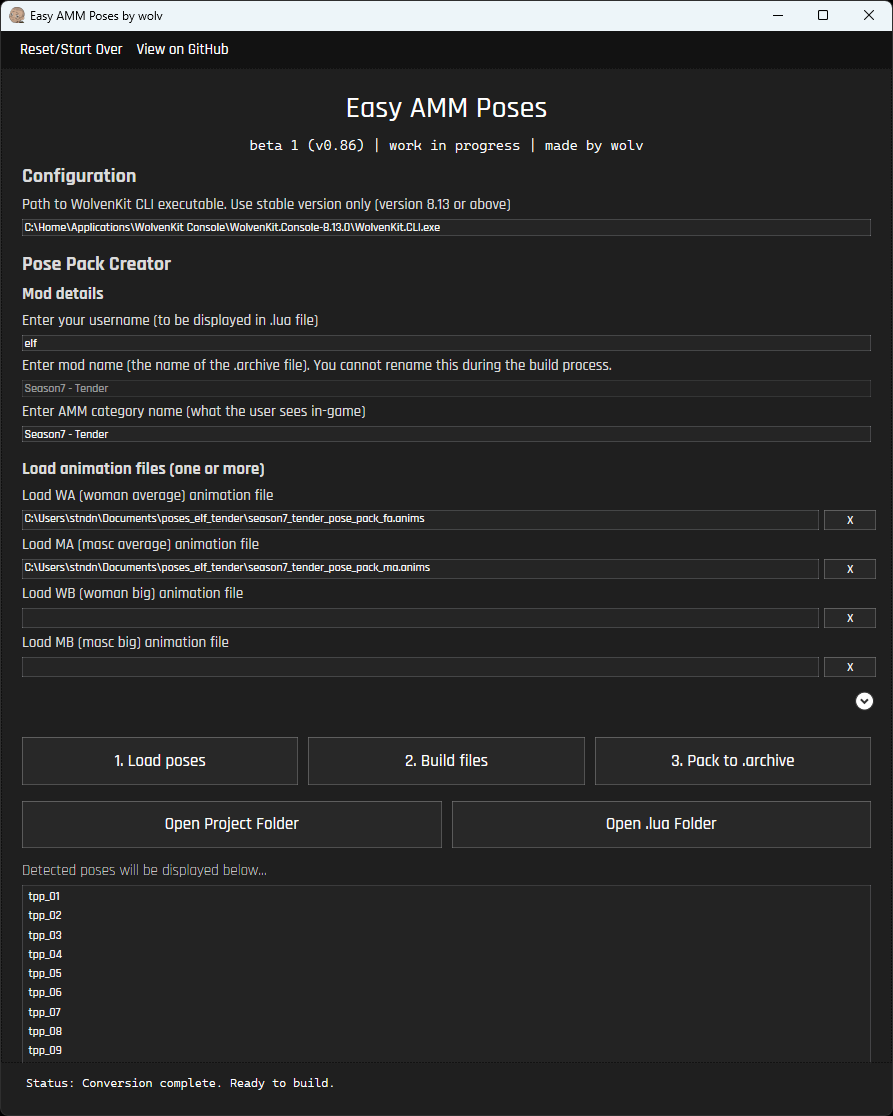 Easy AMM Poses by wolv
Reset/Start Over View on GitHub
Easy AMM Poses
beta 1 (v0.86) | work in progress | made by wolv
Configuration
Path to WolvenKit CLI executable. Use stable version only (version 8.13 or above)
C:\Home\Applications\WolvenKit Console\WolvenKit.Console-8.13.0\WolvenKit.CLI.exe
Pose Pack Creator
Mod details
Enter your username (to be displayed in .lua file)
elf
Enter mod name (the name of the .archive file). You cannot rename this during the build process.
Season7 - Tender
Enter AMM category name (what the user sees in-game)
Season7 - Tender
Load animation files (one or more)
Load WA (woman average) animation file
C:\Users\stndn\Documents\poses_elf_tender\season7_tender_pose_pack_fa.anims
X
Load MA (masc average) animation file
C:\Users\stndn\Documents\poses_elf_tender\season7_tender_pose_pack_ma.anims
X
Load WB (woman big) animation file
X
Load MB (masc big) animation file
X
1. Load poses
2. Build files
3. Pack to .archive
Open Project Folder
Open .lua Folder
Detected poses will be displayed below...
tpp_01
tpp_02
tpp_03
tpp_04
tpp_05
tpp_06
tpp_07
tpp_08
tpp_09
Status: Conversion complete. Ready to build.